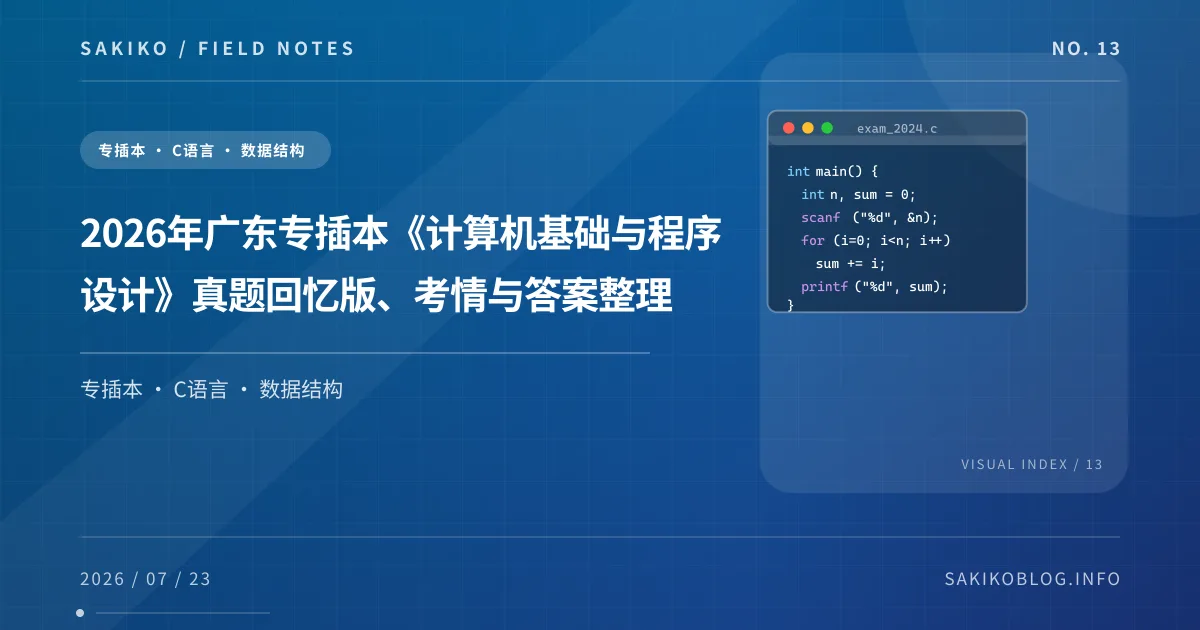 SAKIKO / FIELD NOTES
NO. 13
专插本 · C语言 · 数据结构
2026年广东专插本《计算机基础与程序
设计》真题回忆版、考情与答案整理
专插本 · C语言 · 数据结构
exam_2024.c
int main() {
int n, sum = 0;
scanf ("%d", &n);
for (i=0; i<n; i++)
sum += i;
printf ("%d", sum);
}
VISUAL INDEX / 13
2026 / 07 / 23
SAKIKOBLOG.INFO